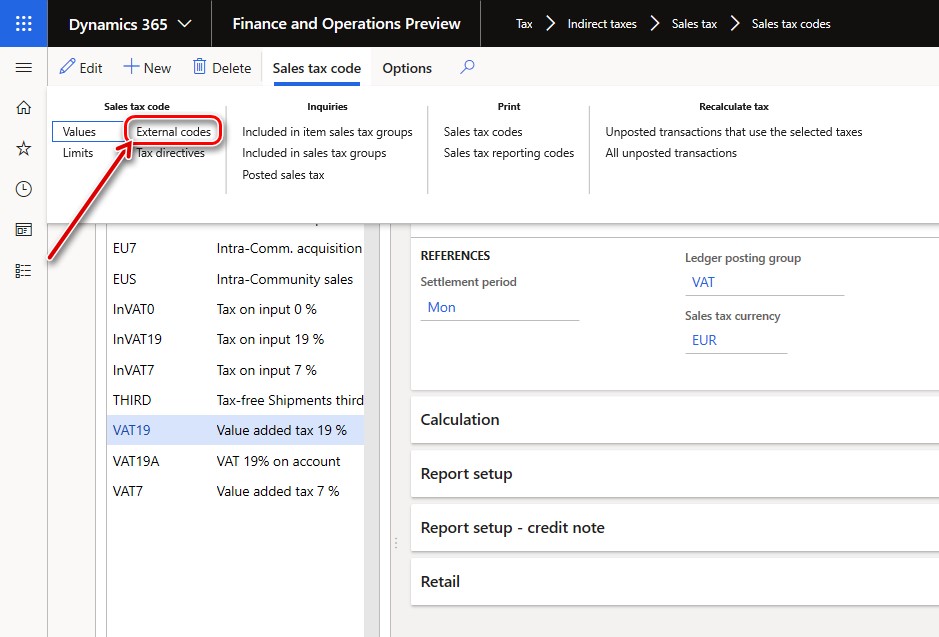 Dynamics 365
Finance and Operations Preview
Tax > Indirect taxes > Sales tax > Sales tax codes
Edit
New
Delete
Sales tax code
Options
Sales tax code
Values
External codes
Limits
Tax directives
Inquiries
Included in item sales tax groups
Included in sales tax groups
Posted sales tax
Print
Sales tax codes
Sales tax reporting codes
Recalculate tax
Unposted transactions that use the selected taxes
All unposted transactions
EU7 Intra-Comm. acquisition
EUS Intra-Community sales
InVAT0 Tax on input 0 %
InVAT19 Tax on input 19 %
InVAT7 Tax on input 7 %
THIRD Tax-free Shipments third
VAT19 Value added tax 19 %
VAT19A VAT 19% on account
VAT7 Value added tax 7 %
REFERENCES
Settlement period
Mon
Ledger posting group
VAT
Sales tax currency
EUR
Calculation
Report setup
Report setup - credit note
Retail